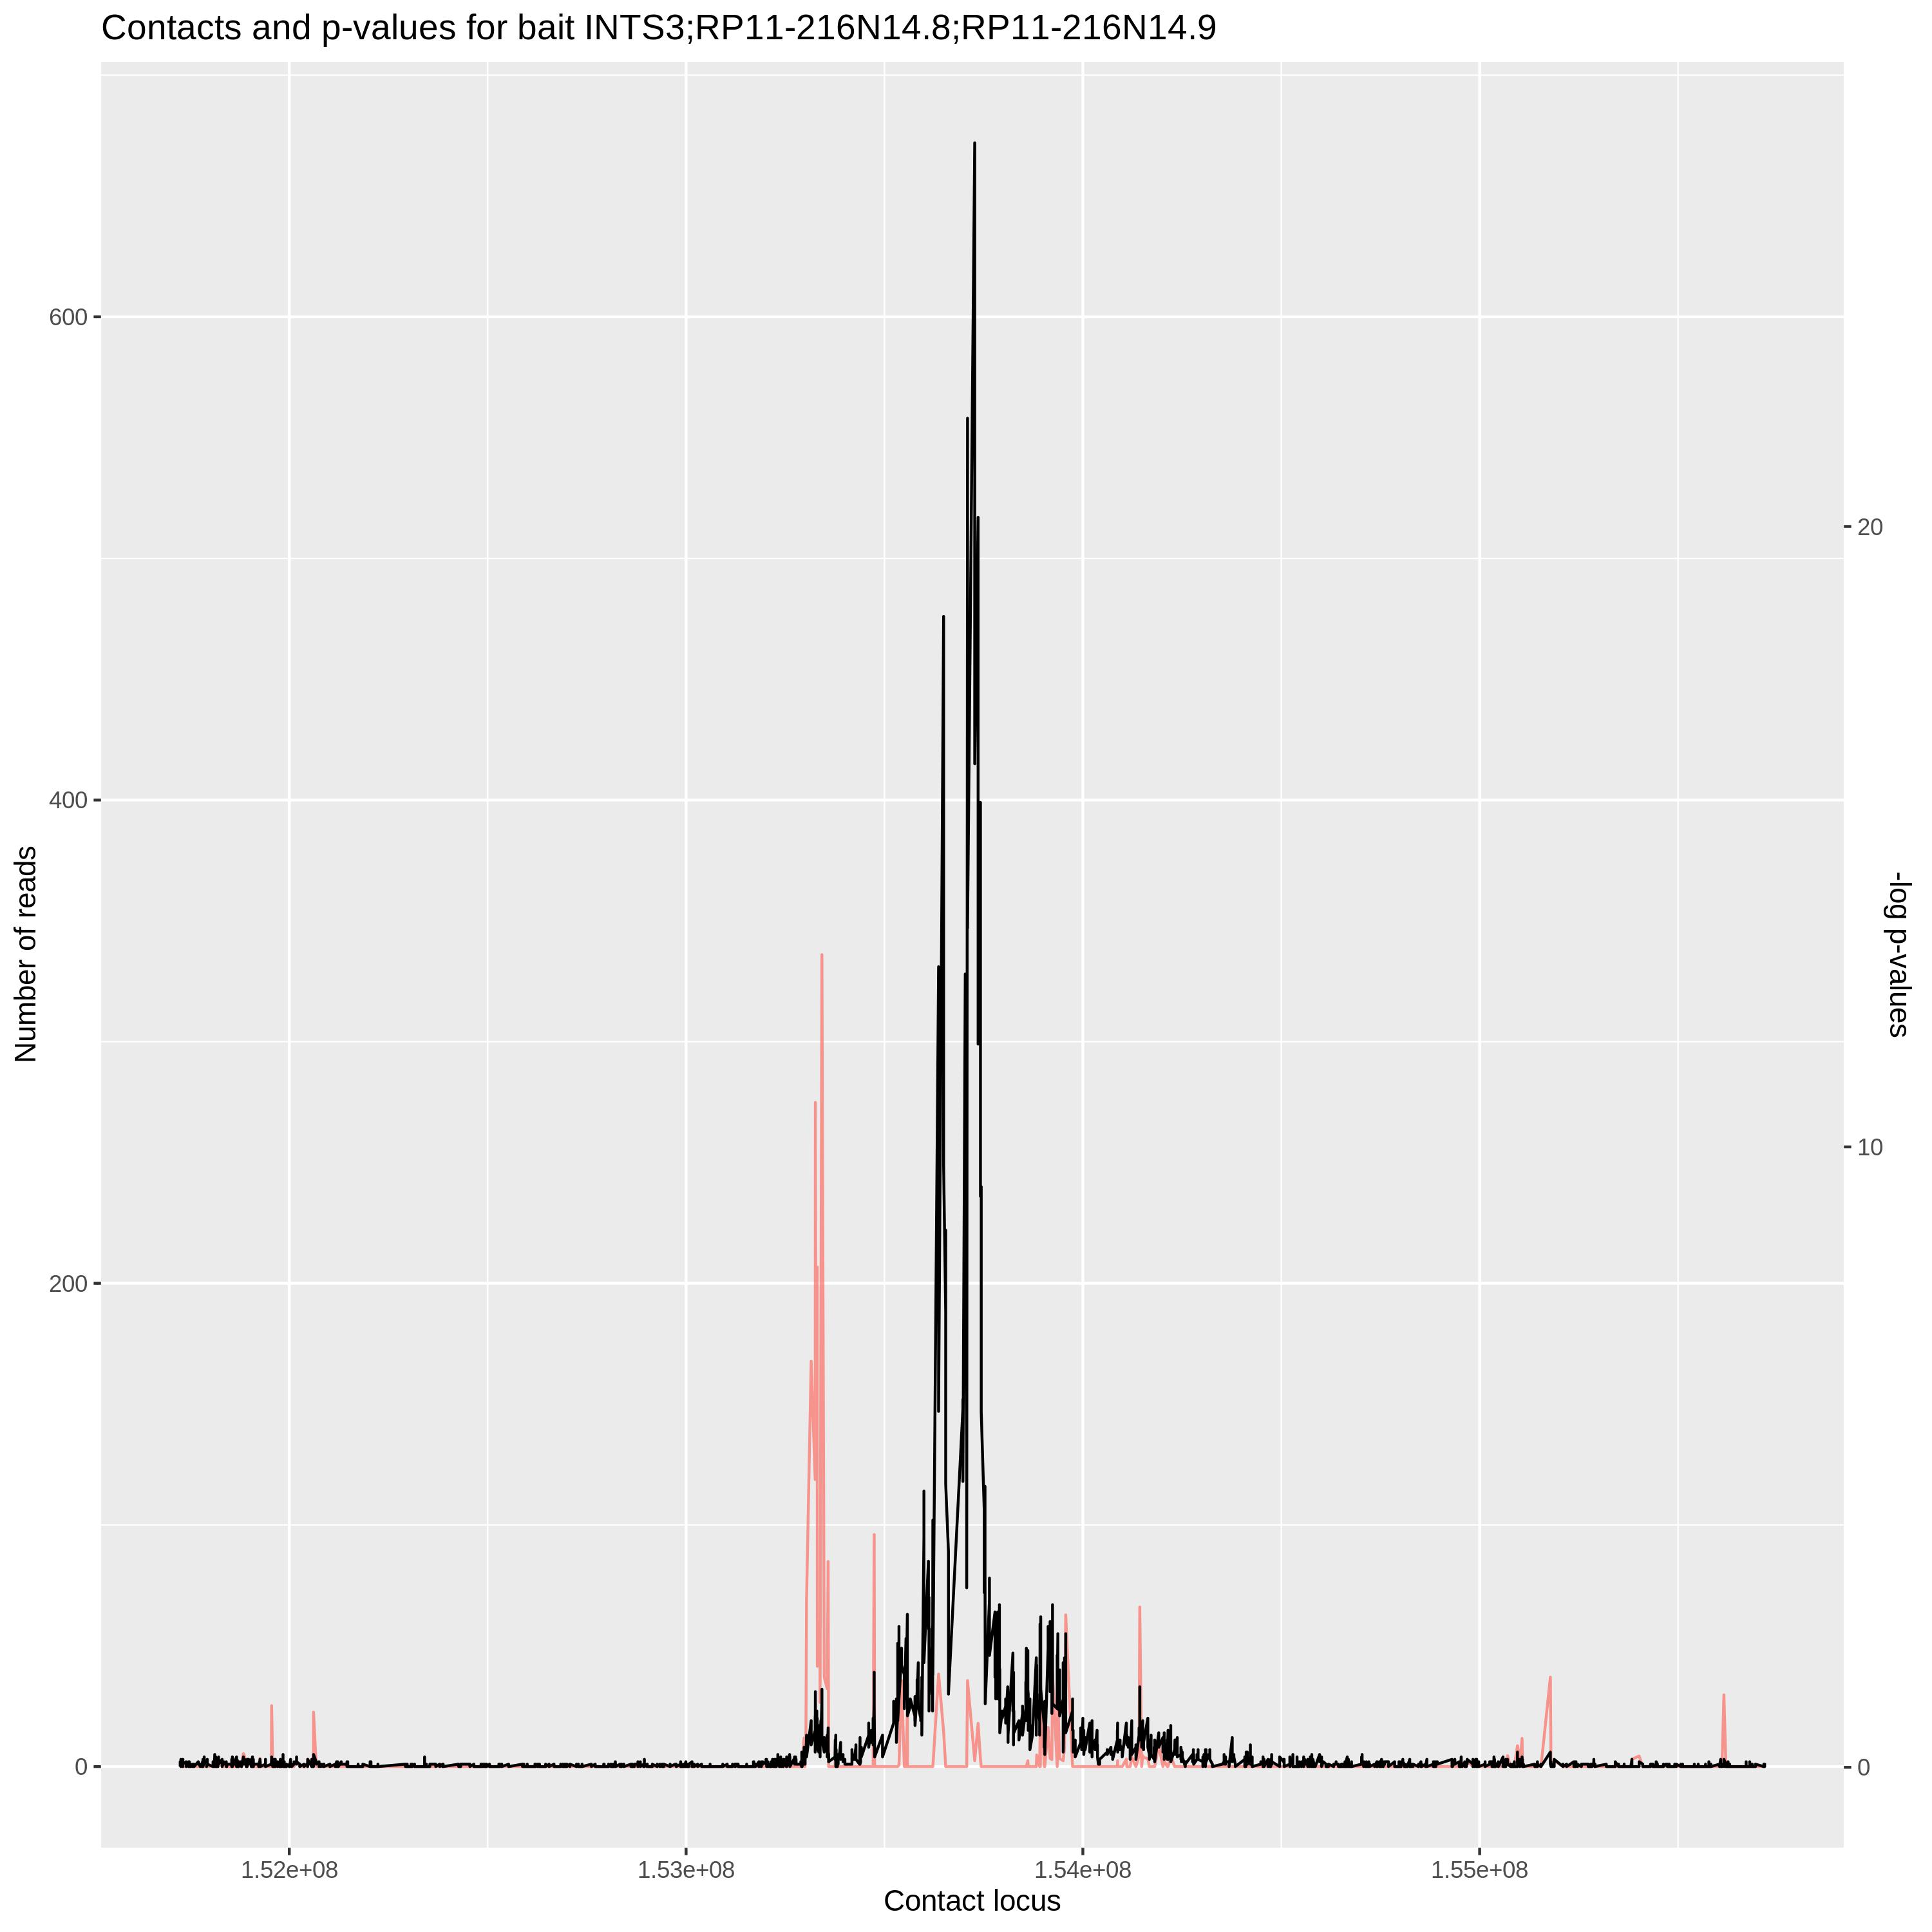 Contacts and p-values for bait INTS3;RP11-216N14.8;RP11-216N14.9
600
400
200
0
Number of reads
20
10
0
-log p-values
1.52e+08
1.53e+08
1.54e+08
1.55e+08
Contact locus